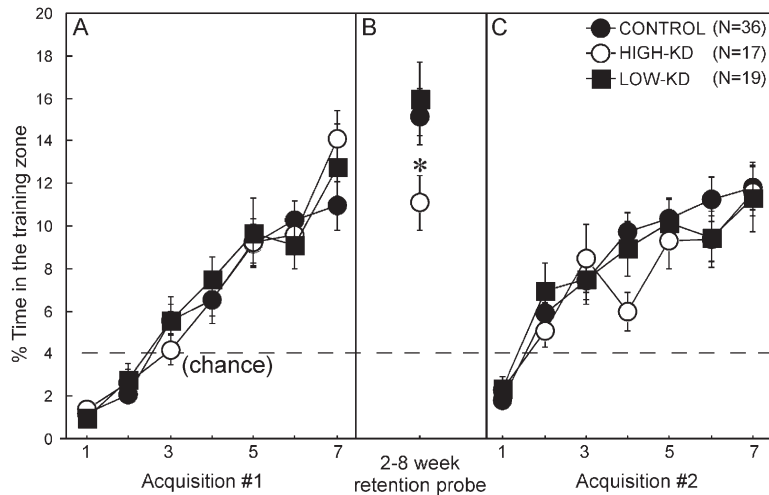 A
B
C
CONTROL (N=36)
HIGH-KD (N=17)
LOW-KD (N=19)
% Time in the training zone
20
18
16
14
12
10
8
6
4
2
0
*
(chance)
1 3 5 7
1 3 5 7
Acquisition #1
2-8 week
retention probe
Acquisition #2